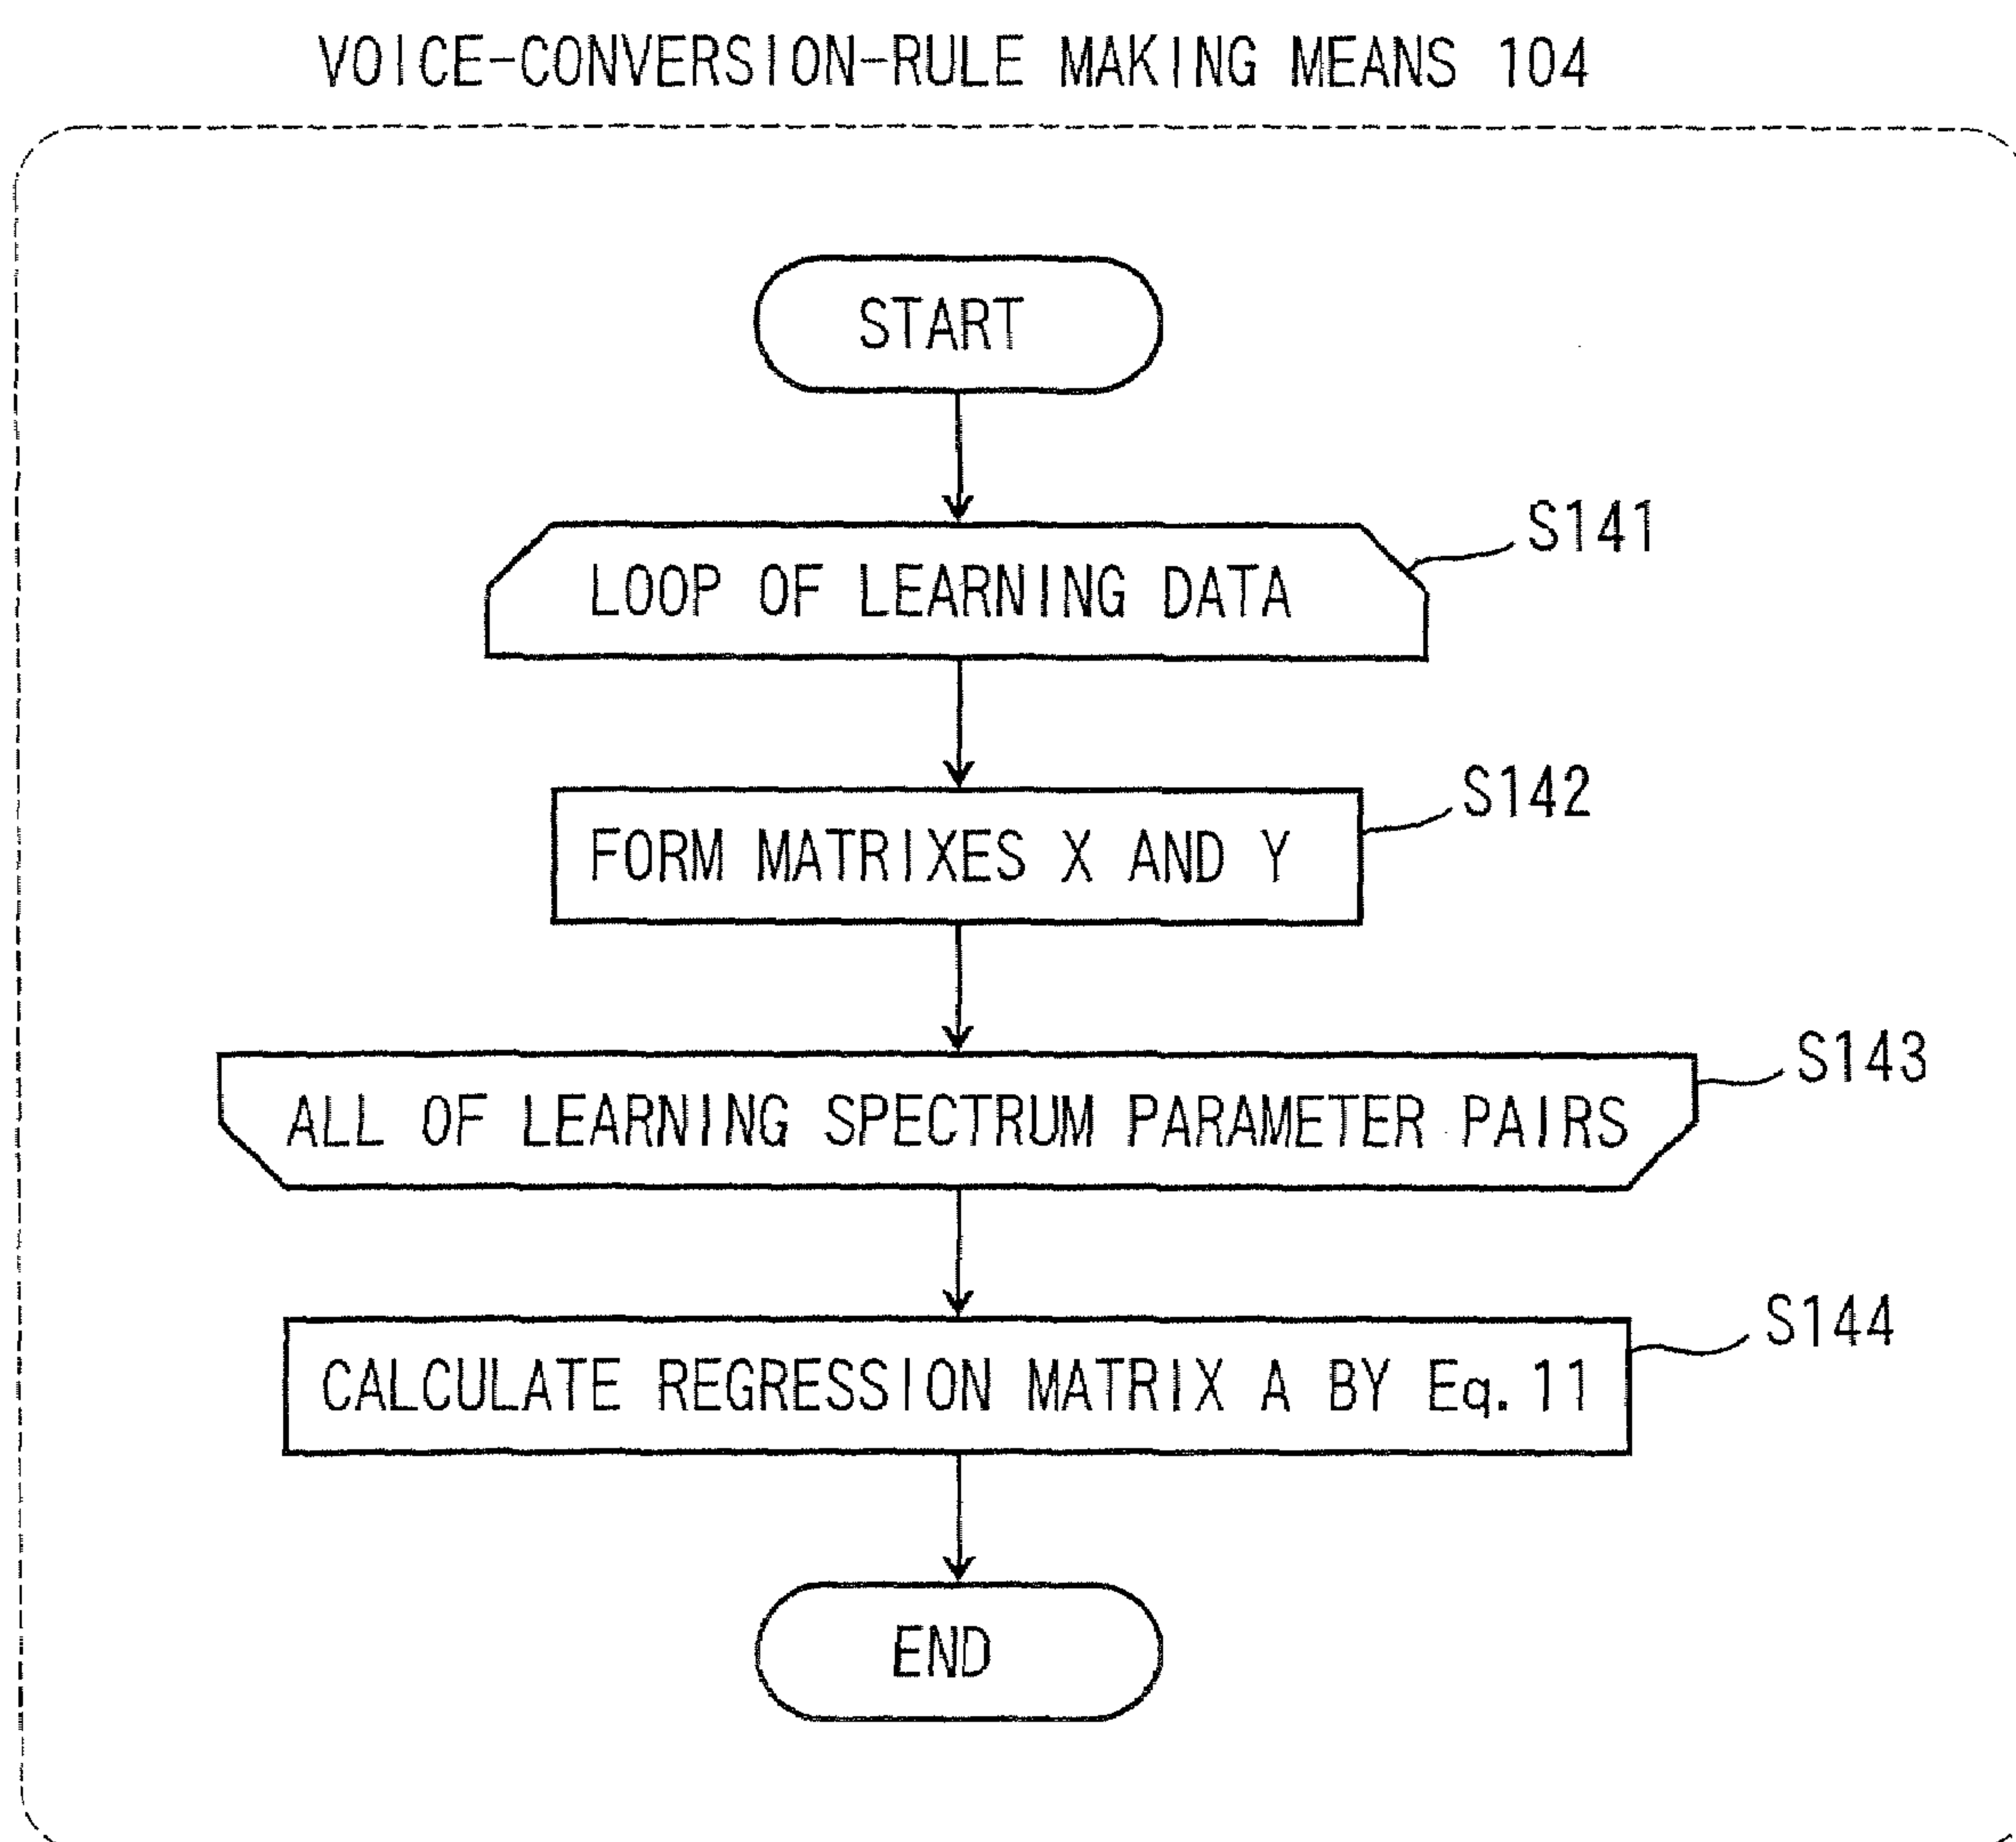 VOICE-CONVERSION-RULE MAKING MEANS 104
START
LOOP OF LEARNING DATA
S141
FORM MATRIXES X AND Y
S142
ALL OF LEARNING SPECTRUM PARAMETER PAIRS
S143
CALCULATE REGRESSION MATRIX A BY Eq. 11
S144
END